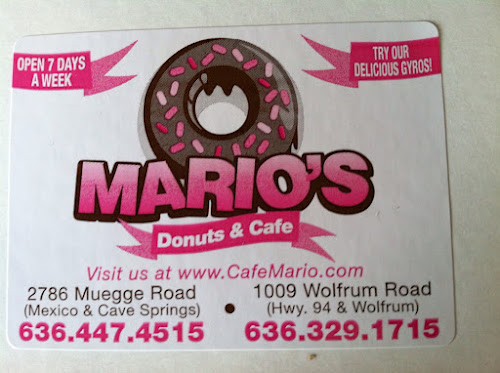 OPEN 7 DAYS
A WEEK
TRY OUR
DELICIOUS GYROS!
MARIO'S
Donuts & Cafe
Visit us at www.CafeMario.com
2786 Muegge Road
(Mexico & Cave Springs)
636.447.4515
•
1009 Wolfrum Road
(Hwy. 94 & Wolfrum)
636.329.1715